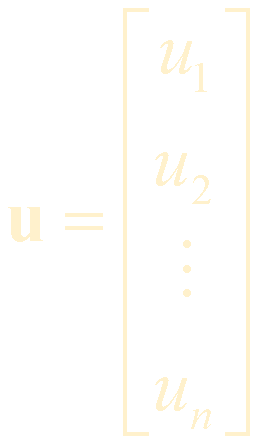 u₁
u₂
u = ⋮
uₙ